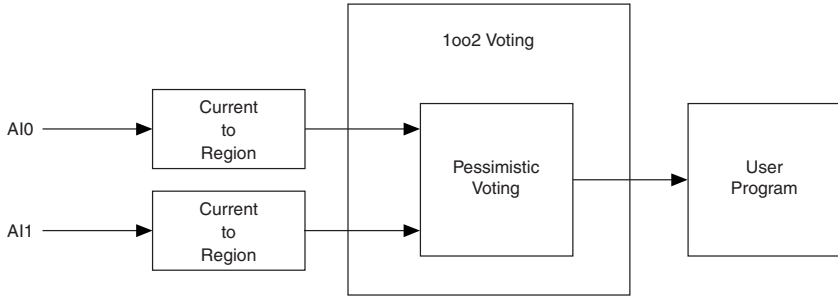 1oo2 Voting
AI0
Current
to
Region
Pessimistic
Voting
User
Program
AI1
Current
to
Region